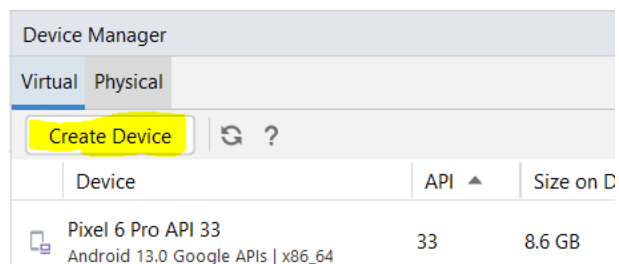 Device Manager
Virtual Physical
Create Device ?
Device API Size on D
Pixel 6 Pro API 33
Android 13.0 Google APIs | x86_64
33 8.6 GB